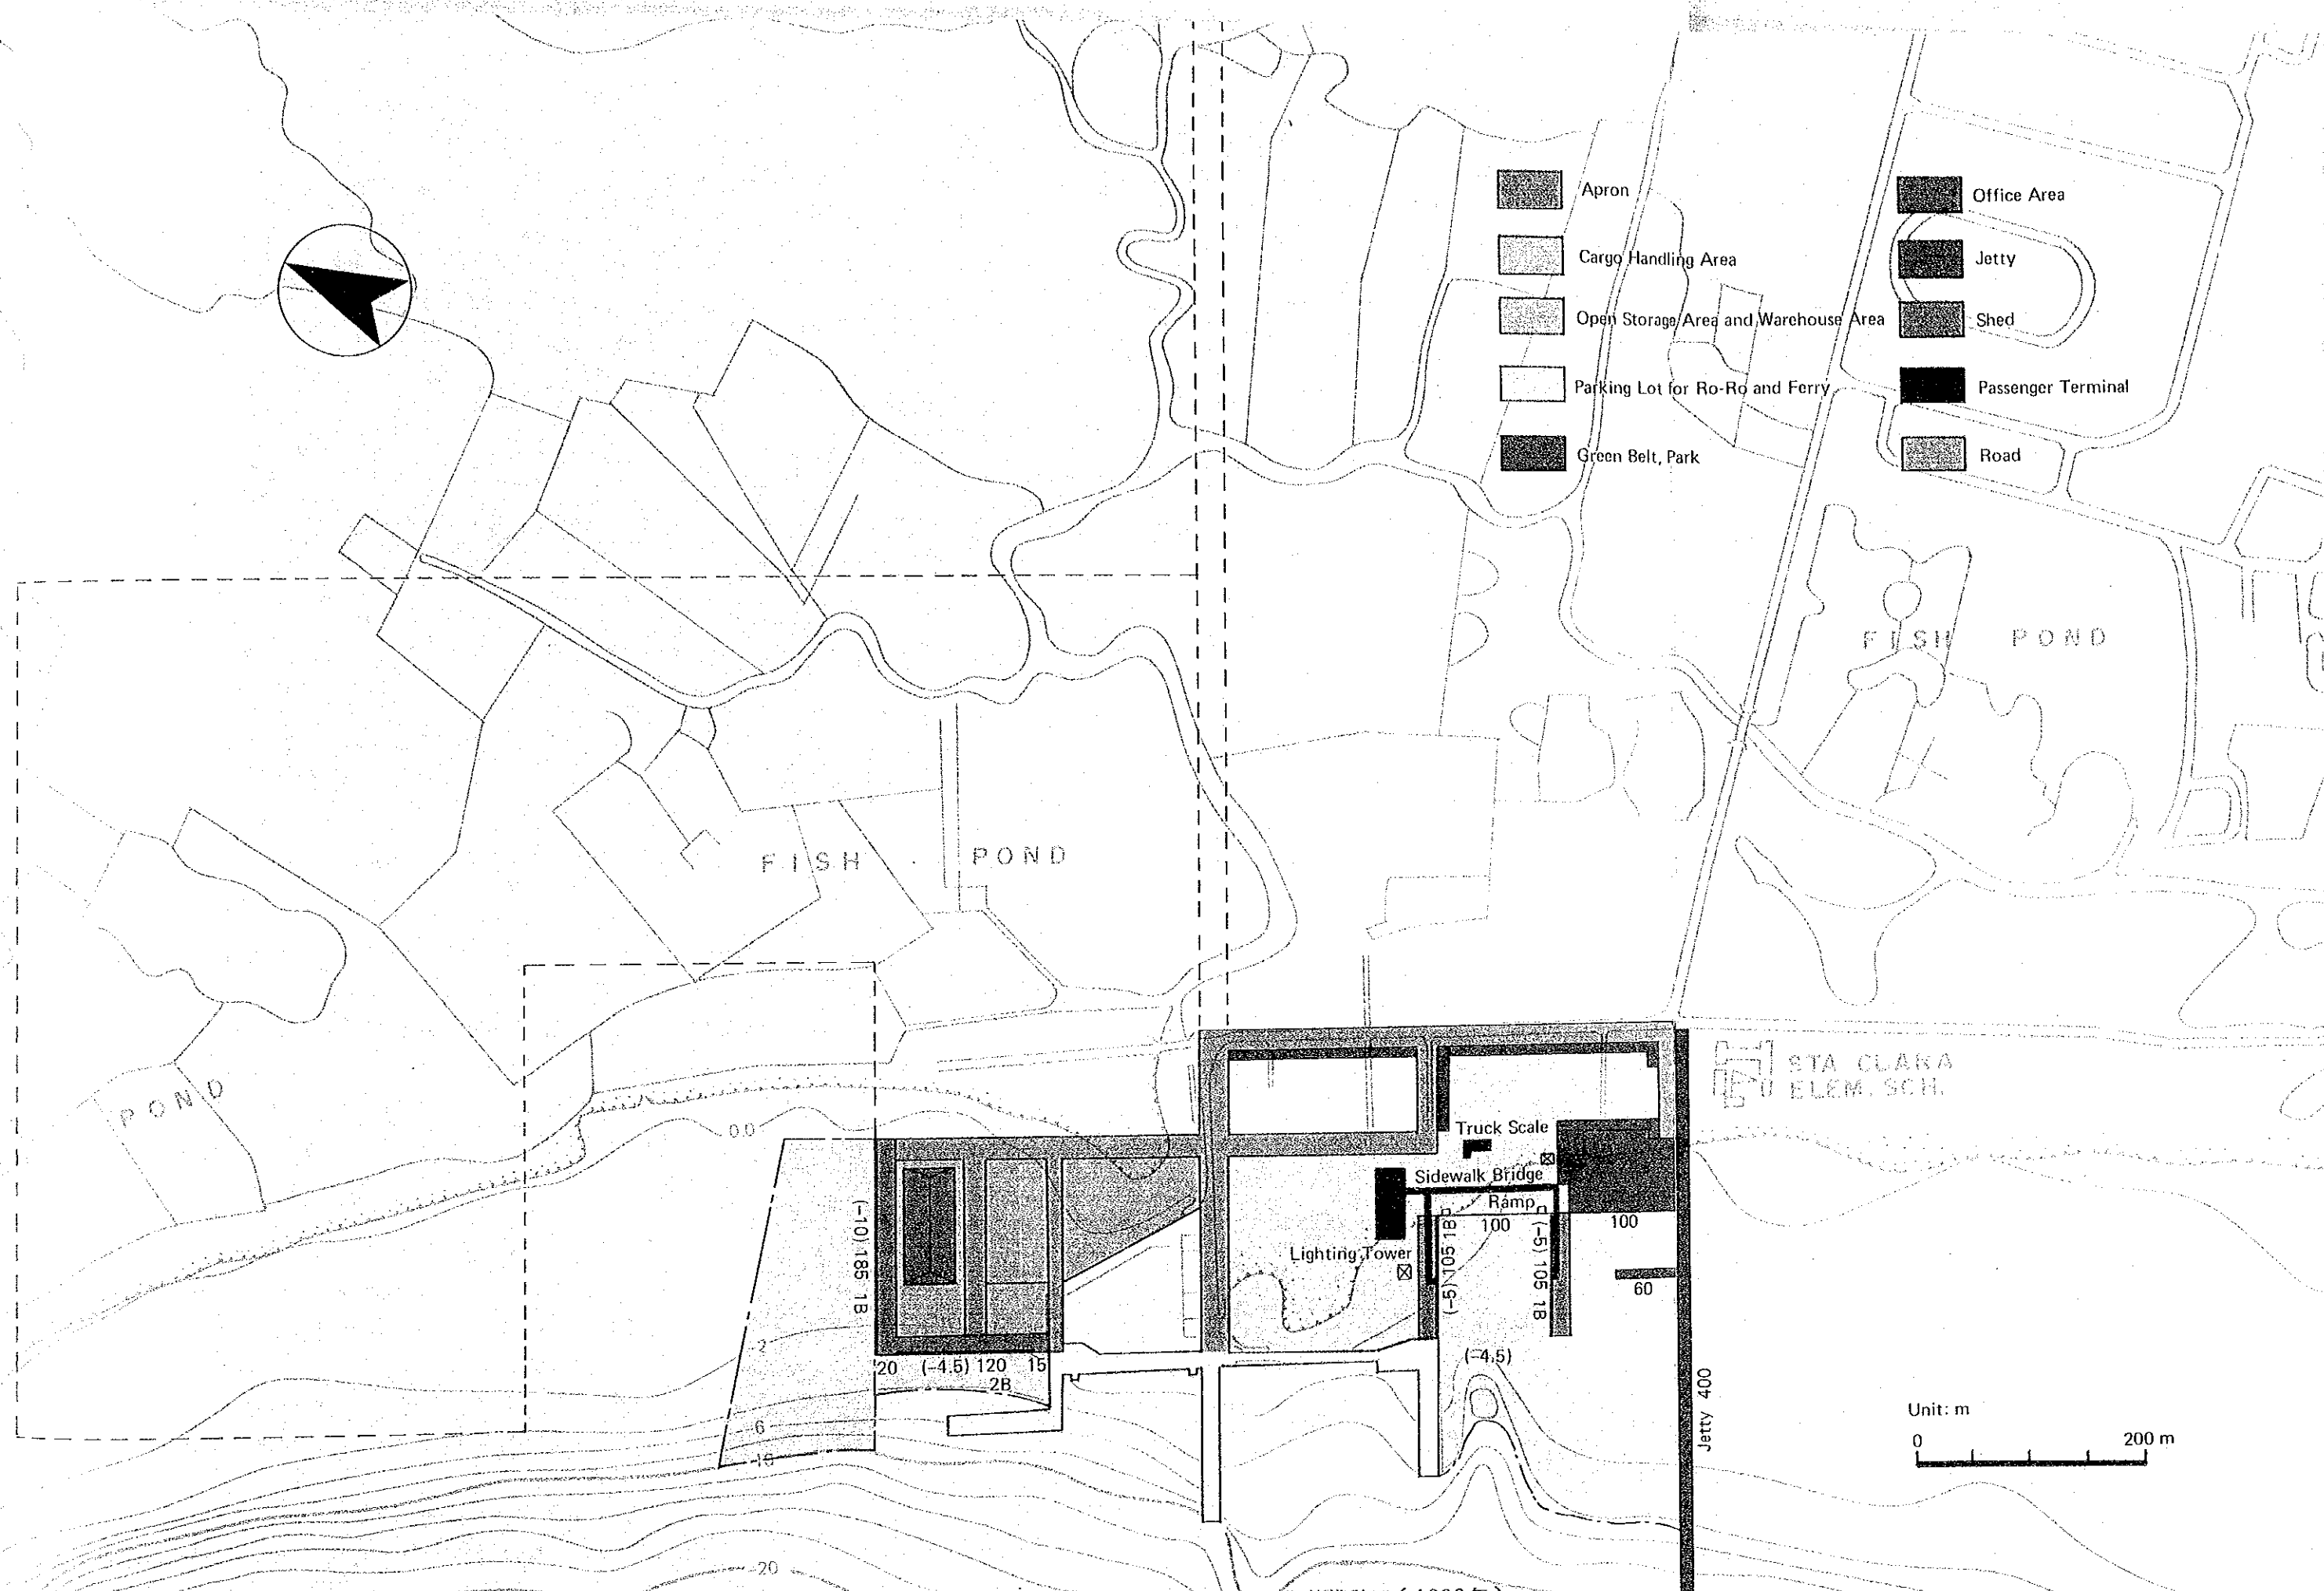 Apron
Cargo Handling Area
Open Storage Area and Warehouse Area
Parking Lot for Ro-Ro and Ferry
Green Belt, Park
Office Area
Jetty
Shed
Passenger Terminal
Road
FISH POND
FISH POND
POND
STA CLARA
ELEM. SCH.
0.0
Truck Scale
Sidewalk Bridge
Ramp
100
100
Lighting Tower
(-10) 185 1B
(-5) 105 1B
(-5) 105 1B
60
-2
20 (-4.5) 120 15
2B
(-4.5)
-6
-10
-20
Jetty 400
Unit: m
0 200 m